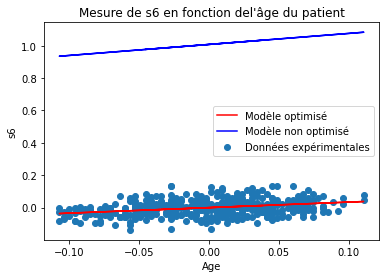 Mesure de s6 en fonction del'âge du patient
1.0
0.8
0.6
0.4
0.2
0.0
s6
Modèle optimisé
Modèle non optimisé
Données expérimentales
−0.10
−0.05
0.00
0.05
0.10
Age